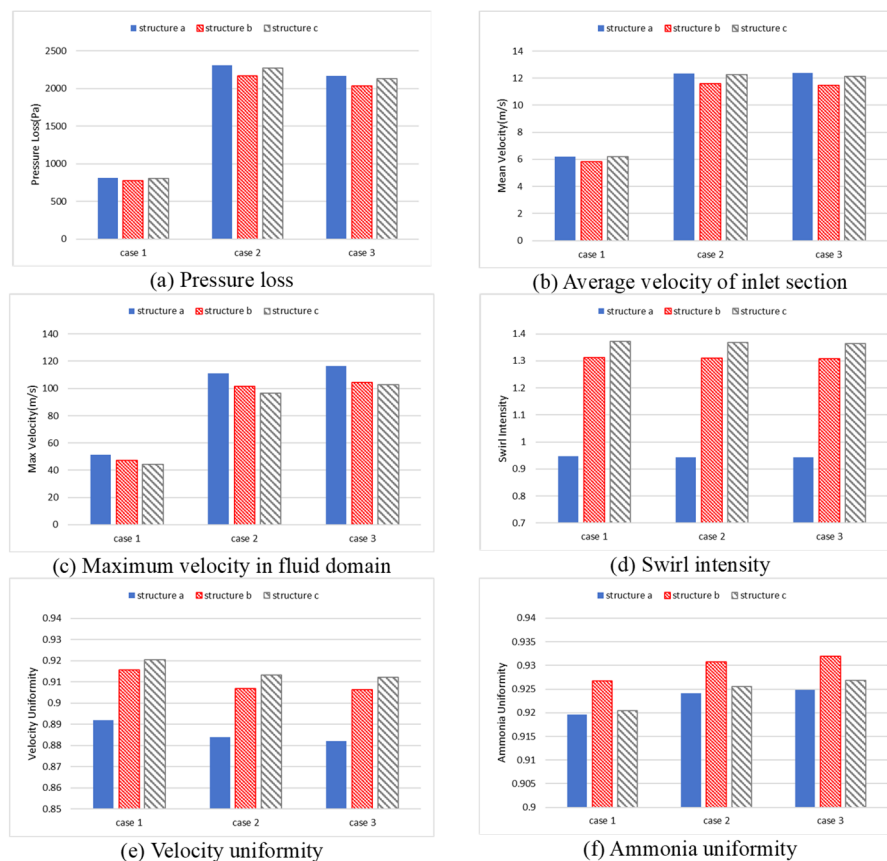 structure a structure b structure c
2500
2000
1500
1000
500
0
Pressure Loss(Pa)
case 1 case 2 case 3
(a) Pressure loss
structure a structure b structure c
14
12
10
8
6
4
2
0
Mean Velocity(m/s)
case 1 case 2 case 3
(b) Average velocity of inlet section
structure a structure b structure c
140
120
100
80
60
40
20
0
Max Velocity(m/s)
case 1 case 2 case 3
(c) Maximum velocity in fluid domain
structure a structure b structure c
1.4
1.3
1.2
1.1
1
0.9
0.8
0.7
Swirl Intensity
case 1 case 2 case 3
(d) Swirl intensity
structure a structure b structure c
0.94
0.93
0.92
0.91
0.9
0.89
0.88
0.87
0.86
0.85
Velocity Uniformity
case 1 case 2 case 3
(e) Velocity uniformity
structure a structure b structure c
0.94
0.935
0.93
0.925
0.92
0.915
0.91
0.905
0.9
Ammonia Uniformity
case 1 case 2 case 3
(f) Ammonia uniformity